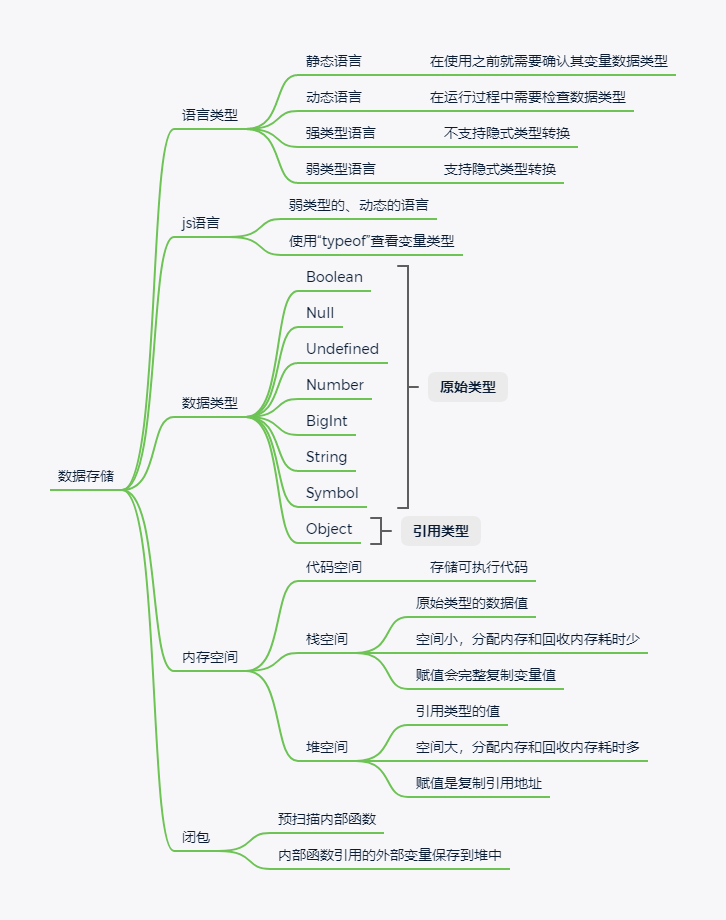 静态语言 在使用之前就需要确认其变量数据类型
动态语言 在运行过程中需要检查数据类型
语言类型
强类型语言 不支持隐式类型转换
弱类型语言 支持隐式类型转换
弱类型的、动态的语言
js语言
使用“typeof”查看变量类型
Boolean
Null
Undefined
Number
原始类型
数据类型
BigInt
String
数据存储
Symbol
Object
引用类型
代码空间 存储可执行代码
原始类型的数据值
栈空间 空间小，分配内存和回收内存耗时少
内存空间
赋值会完整复制变量值
引用类型的值
堆空间 空间大，分配内存和回收内存耗时多
赋值是复制引用地址
预扫描内部函数
闭包
内部函数引用的外部变量保存到堆中